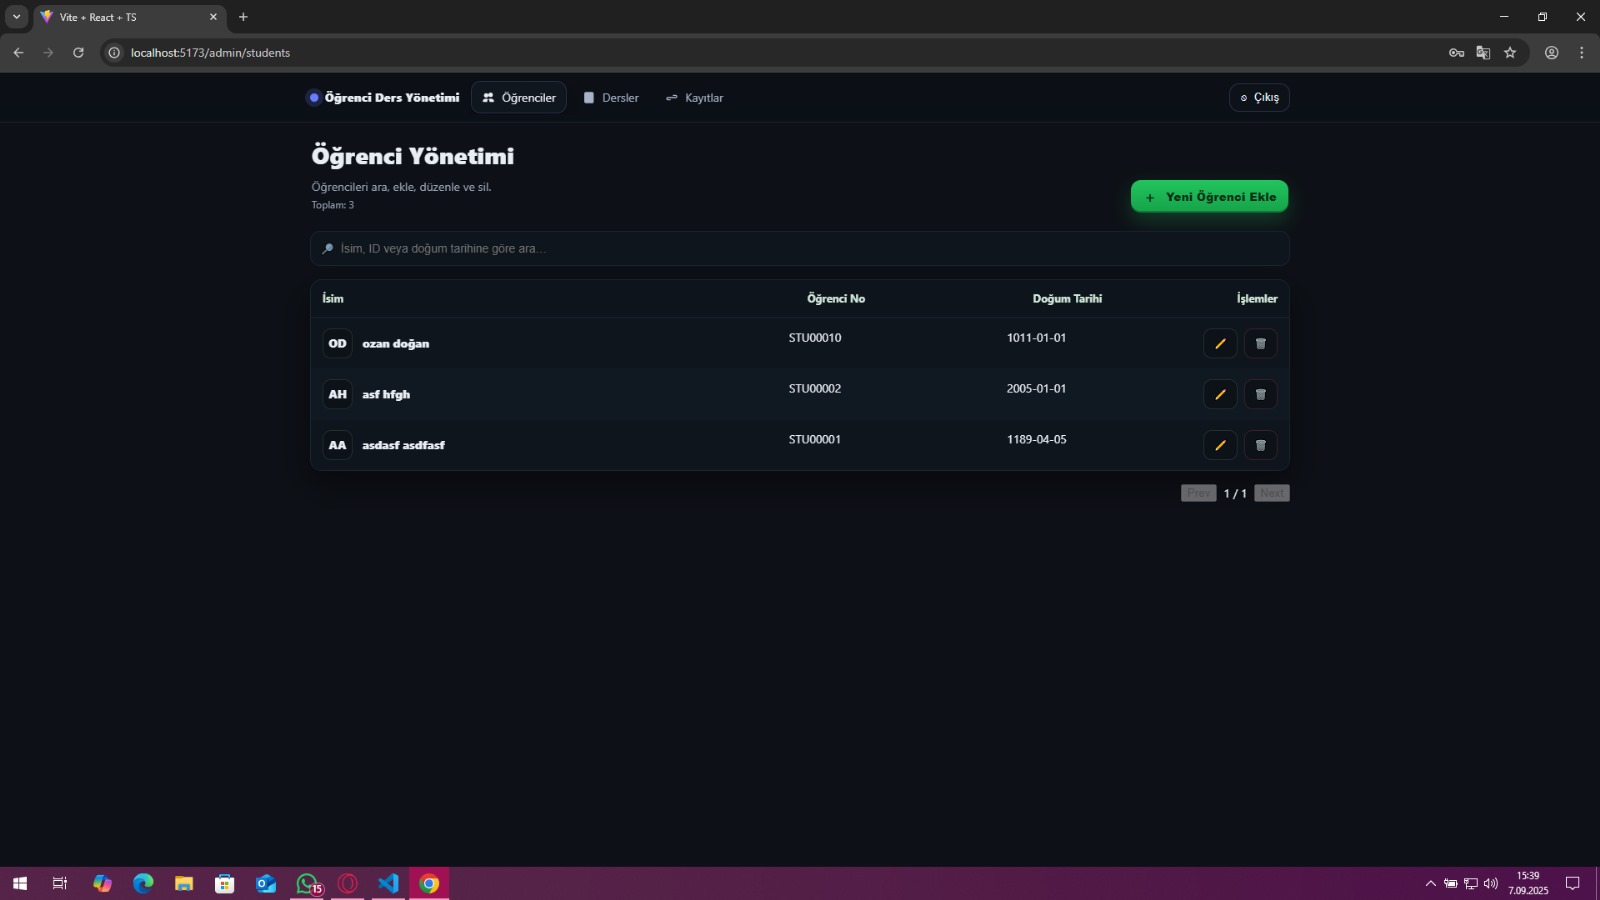 Vite + React + TS
localhost:5173/admin/students
Öğrenci Ders Yönetimi
Öğrenciler
Dersler
Kayıtlar
Çıkış
Öğrenci Yönetimi
Öğrencileri ara, ekle, düzenle ve sil.
Toplam: 3
+ Yeni Öğrenci Ekle
İsim, ID veya doğum tarihine göre ara...
İsim Öğrenci No Doğum Tarihi İşlemler
OD ozan doğan STU00010 1011-01-01
AH asf hfgh STU00002 2005-01-01
AA asdasf asdfasf STU00001 1189-04-05
Prev 1 / 1 Next
15
15:39
7.09.2025